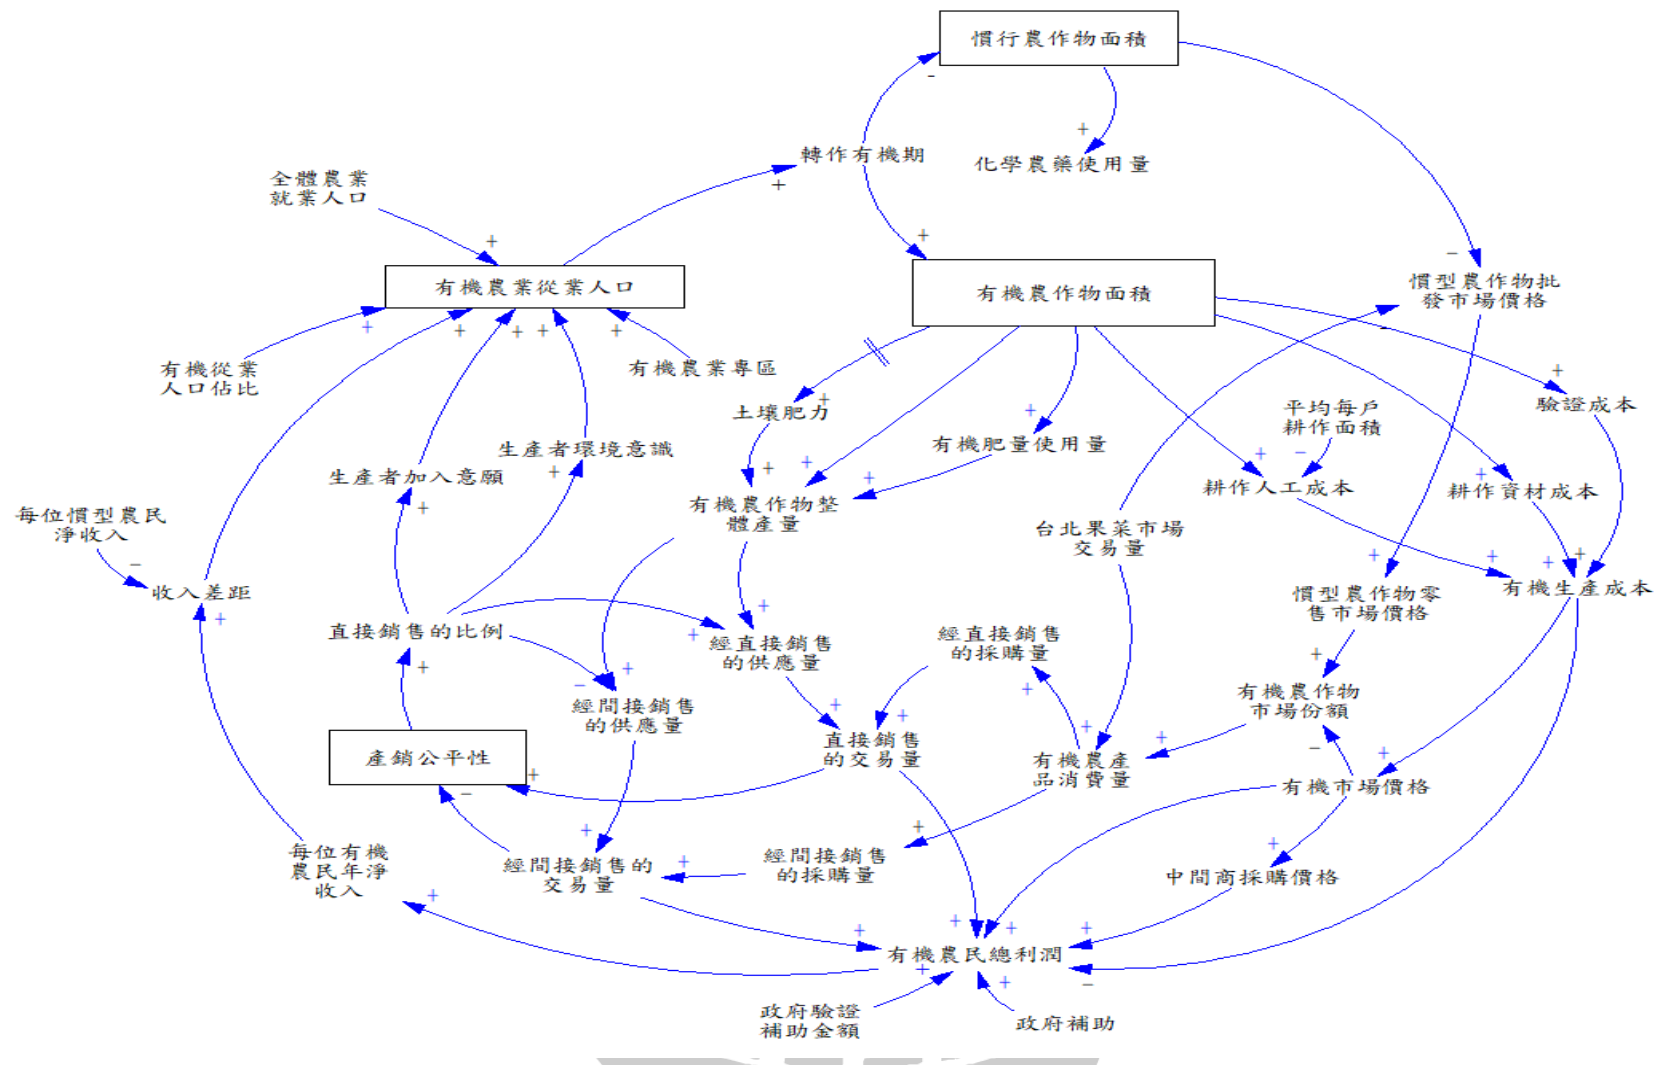 慣行農作物面積
化學農藥使用量
轉作有機期
全體農業
就業人口
有機農業從業人口
有機農作物面積
慣型農作物批
發市場價格
有機從業
人口佔比
有機農業專區
土壤肥力
有機肥量使用量
平均每戶
耕作面積
驗證成本
生產者環境意識
生產者加入意願
耕作人工成本
耕作資材成本
有機農作物整
體產量
每位慣型農民
淨收入
台北果菜市場
交易量
收入差距
慣型農作物零
售市場價格
有機生產成本
直接銷售的比例
經直接銷售
的供應量
經直接銷售
的採購量
經間接銷售
的供應量
有機農作物
市場份額
產銷公平性
直接銷售
的交易量
有機農產
品消費量
有機市場價格
每位有機
農民年淨
收入
經間接銷售的
交易量
經間接銷售
的採購量
中間商採購價格
有機農民總利潤
政府驗證
補助金額
政府補助